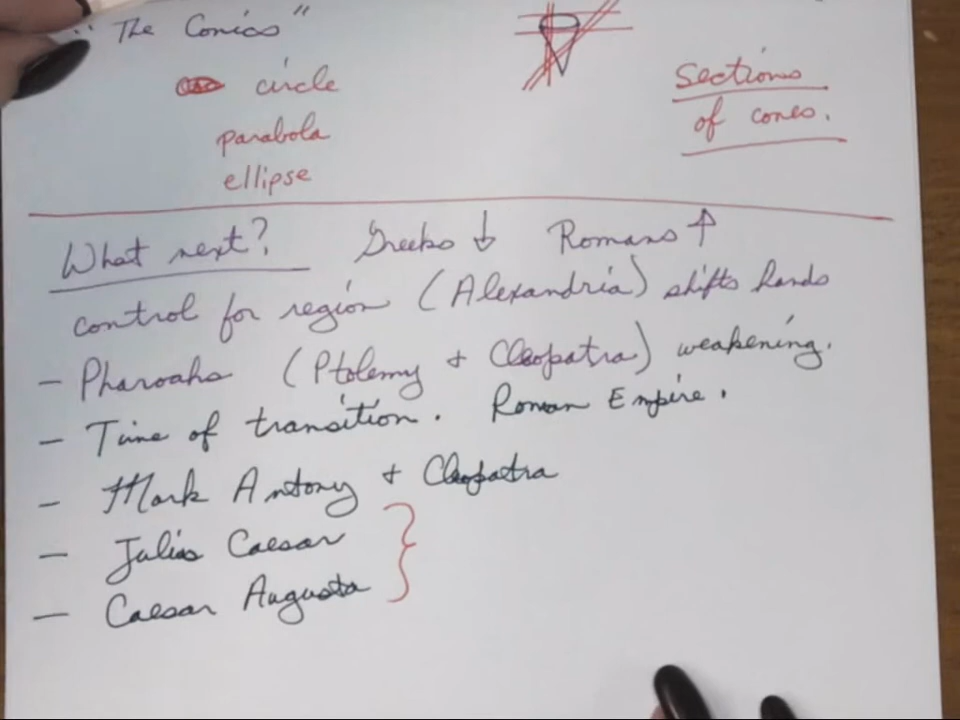 "The Conics"
circle
parabola
ellipse
Sections
of cones.
What next? Greeks ↓ Romans ↑
control for region (Alexandria) shifts hands
- Pharoahs (Ptolemy + Cleopatra) weakening.
- Time of transition. Roman Empire.
- Mark Antony + Cleopatra
- Julius Caesar
- Caesar Augusta